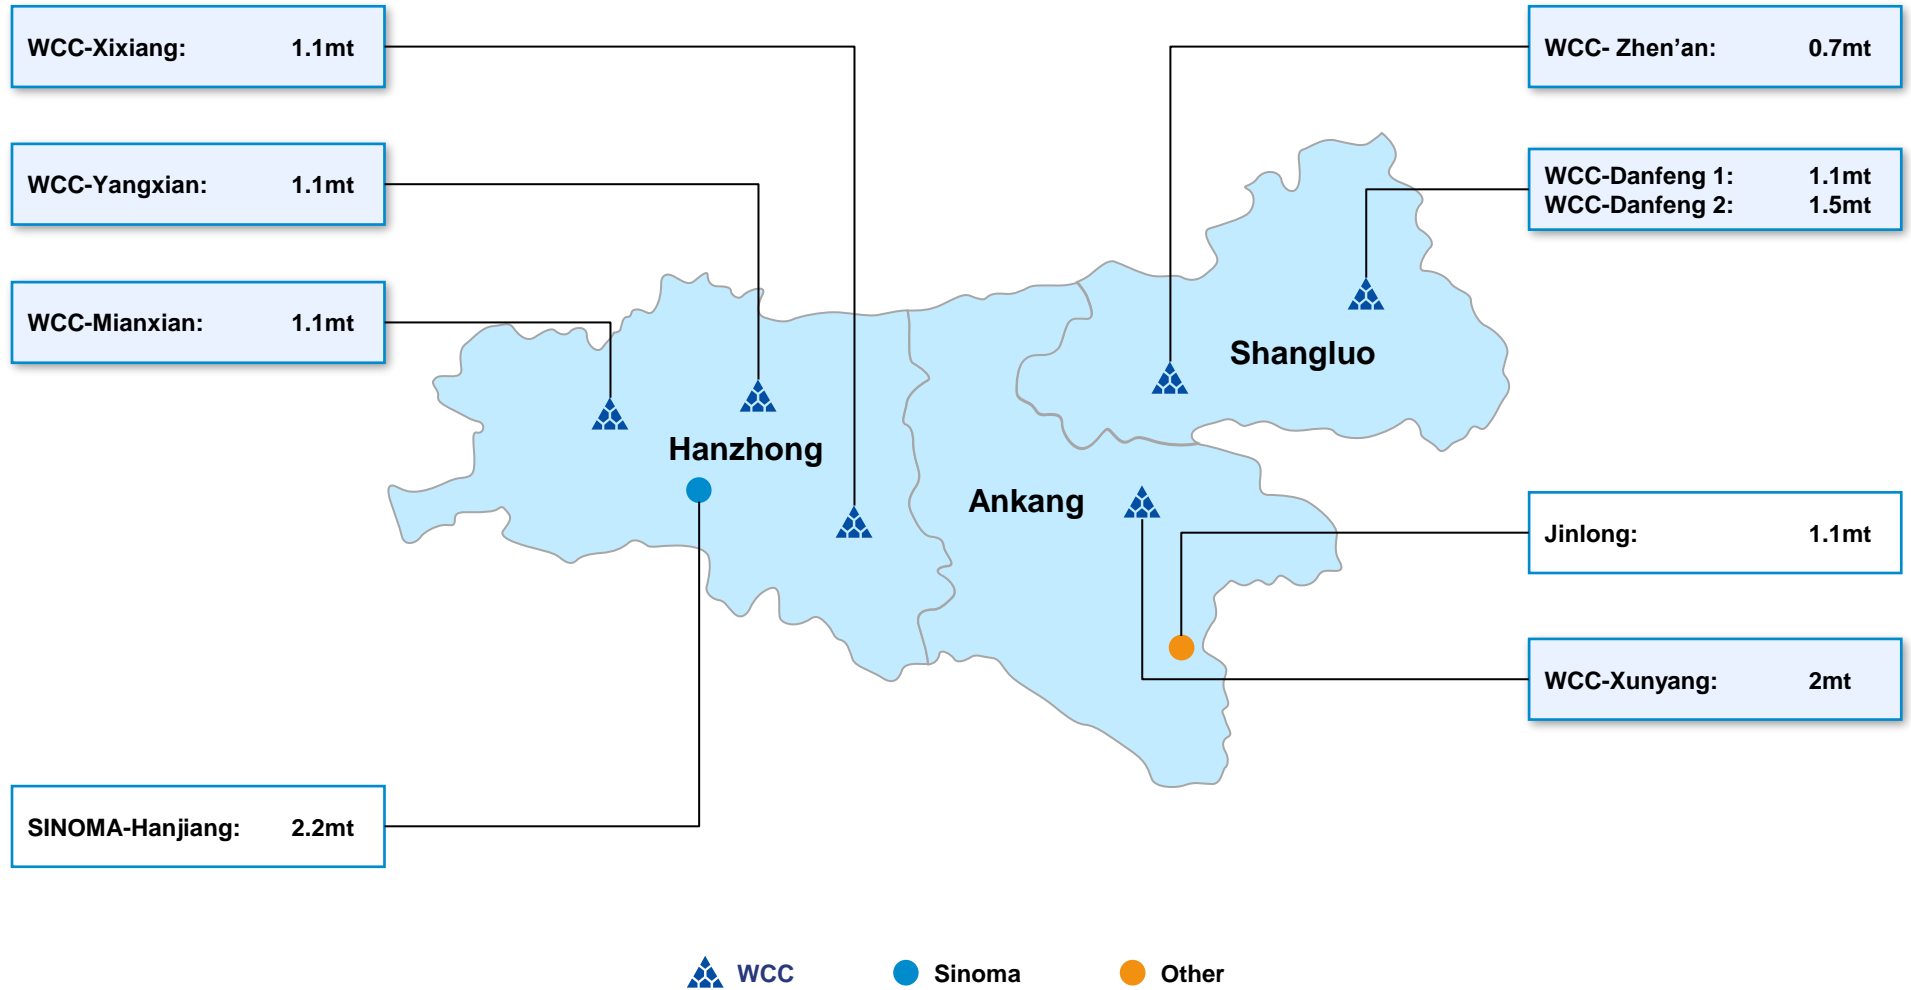 WCC-Xixiang: 1.1mt
WCC-Yangxian: 1.1mt
WCC-Mianxian: 1.1mt
SINOMA-Hanjiang: 2.2mt
Hanzhong
Ankang
Shangluo
WCC- Zhen’an: 0.7mt
WCC-Danfeng 1: 1.1mt
WCC-Danfeng 2: 1.5mt
Jinlong: 1.1mt
WCC-Xunyang: 2mt
WCC
Sinoma
Other